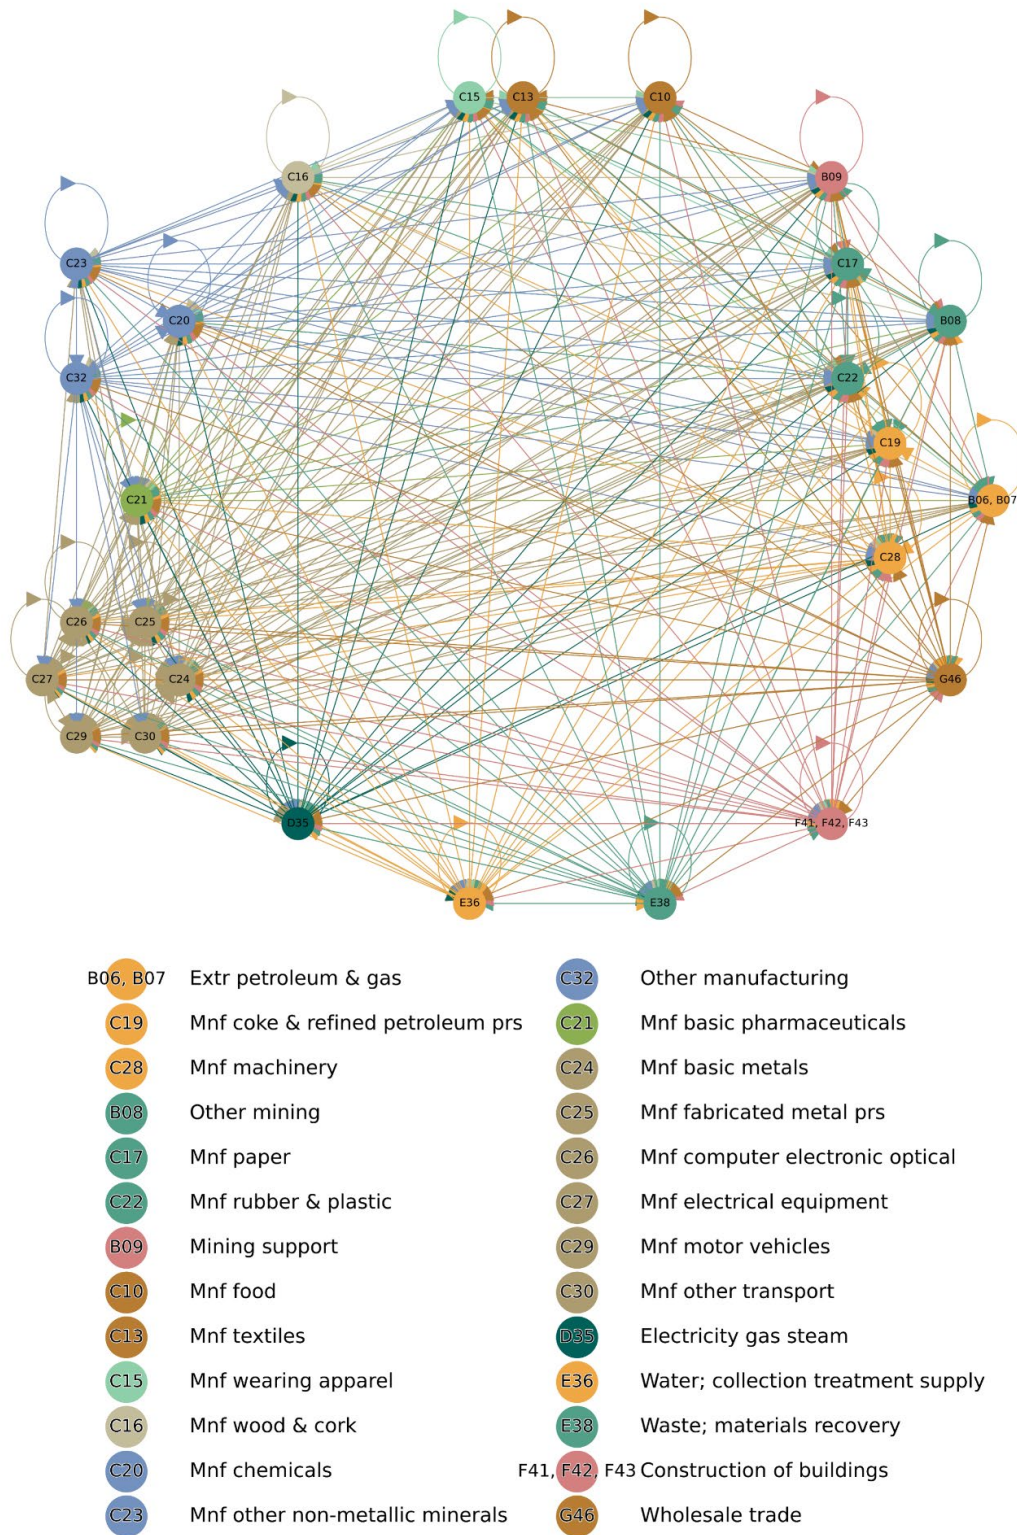 C15 C13 C10
C16 B09
C23 C17
C20 B08
C32 C22
C19
C21 B06, B07
C28
C26 C25
C27 C24 G46
C29 C30
D35 F41, F42, F43
E36 E38
B06, B07 Extr petroleum & gas
C19 Mnf coke & refined petroleum prs
C28 Mnf machinery
B08 Other mining
C17 Mnf paper
C22 Mnf rubber & plastic
B09 Mining support
C10 Mnf food
C13 Mnf textiles
C15 Mnf wearing apparel
C16 Mnf wood & cork
C20 Mnf chemicals
C23 Mnf other non-metallic minerals
C32 Other manufacturing
C21 Mnf basic pharmaceuticals
C24 Mnf basic metals
C25 Mnf fabricated metal prs
C26 Mnf computer electronic optical
C27 Mnf electrical equipment
C29 Mnf motor vehicles
C30 Mnf other transport
D35 Electricity gas steam
E36 Water; collection treatment supply
E38 Waste; materials recovery
F41, F42, F43 Construction of buildings
G46 Wholesale trade